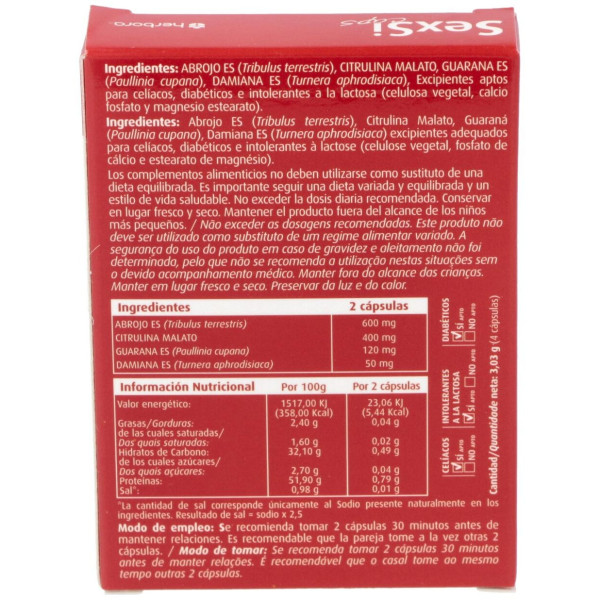 herbora
SexSí
caps
Ingredientes: ABROJO ES (Tribulus terrestris), CITRULINA MALATO, GUARANA ES
(Paullinia cupana), DAMIANA ES (Turnera aphrodisiaca), Excipientes aptos
para celíacos, diabéticos e intolerantes a la lactosa (celulosa vegetal, calcio
fosfato y magnesio estearato).
Ingredientes: Abrojo ES (Tribulus terrestris), Citrulina Malato, Guaraná
(Paullinia cupana), Damiana ES (Turnera aphrodisiaca) excipientes adequados
para celíacos, diabéticos e intolerantes à lactose (celulose vegetal, fosfato de
cálcio e estearato de magnésio).
Los complementos alimenticios no deben utilizarse como sustituto de una
dieta equilibrada. Es importante seguir una dieta variada y equilibrada y un
estilo de vida saludable. No exceder la dosis diaria recomendada. Conservar
en lugar fresco y seco. Mantener el producto fuera del alcance de los niños
más pequeños. / Não exceder as dosagens recomendadas. Este produto não
deve ser utilizado como substituto de um regime alimentar variado. A
segurança do uso do produto em caso de gravidez e aleitamento não foi
determinada, pelo que não se recomenda a utilização nestas situações sem
o devido acompanhamento médico. Manter fora do alcance das crianças.
Manter em lugar fresco e seco. Preservar da luz e do calor.
Ingredientes 2 cápsulas
ABROJO ES (Tribulus terrestris) 600 mg
CITRULINA MALATO 400 mg
GUARANA ES (Paullinia cupana) 120 mg
DAMIANA ES (Turnera aphrodisiaca) 50 mg
Información Nutricional Por 100g Por 2 cápsulas
Valor energético: 1517,00 KJ 23,06 KJ
(358,00 Kcal) (5,44 Kcal)
Grasas/Gorduras: 2,40 g 0,04 g
de las cuales saturadas/
Das quais saturadas: 1,60 g 0,02 g
Hidratos de Carbono: 32,10 g 0,49 g
de los cuales azúcares/
Dos quais açúcares: 2,70 g 0,04 g
Proteínas: 51,90 g 0,79 g
Sal*: 0,98 g 0,01 g
DIABÉTICOS
SÍ APTO
NO APTO
INTOLERANTES
A LA LACTOSA
SÍ APTO
NO APTO
CELÍACOS
SÍ APTO
NO APTO
Cantidad/Quantidade neta: 3,03 g (4 cápsulas)
*La cantidad de sal corresponde únicamente al Sodio presente naturalmente en los
ingredientes. Resultado de sal = sodio x 2,5
Modo de empleo: Se recomienda tomar 2 cápsulas 30 minutos antes de
mantener relaciones. Es recomendable que la pareja tome a la vez otras 2
cápsulas. / Modo de tomar: Se recomenda tomar 2 cápsulas 30 minutos
antes de manter relações. É recomendável que o casal tome ao mesmo
tempo outras 2 cápsulas.